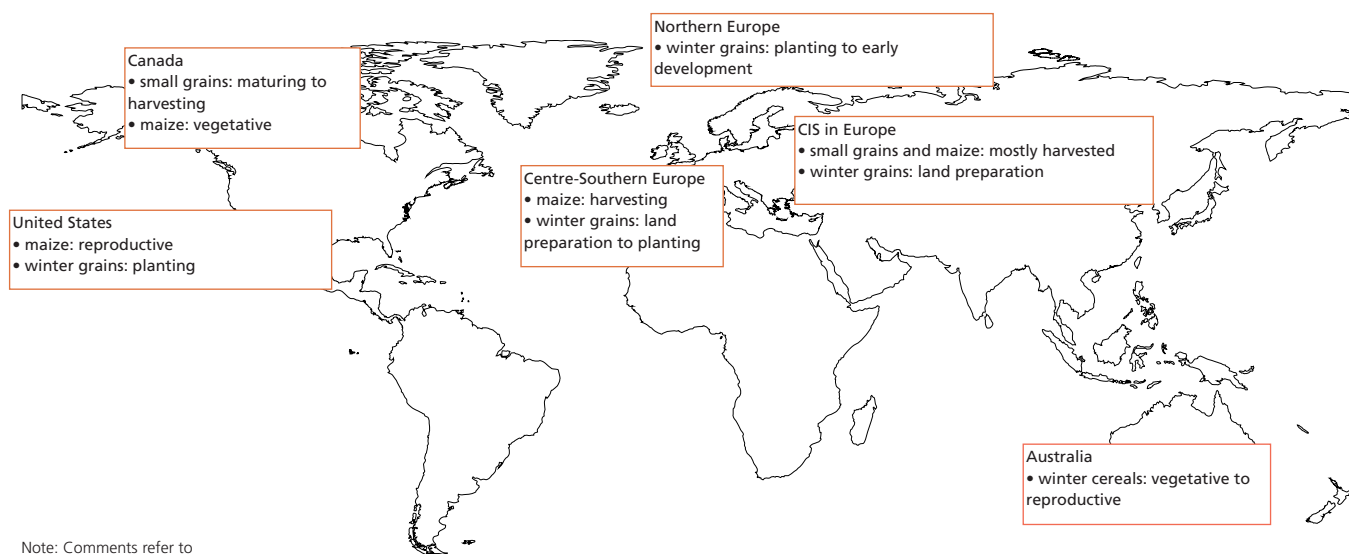 Northern Europe
• winter grains: planting to early
development
Canada
• small grains: maturing to
harvesting
• maize: vegetative
CIS in Europe
• small grains and maize: mostly harvested
• winter grains: land preparation
Centre-Southern Europe
• maize: harvesting
• winter grains: land
preparation to planting
United States
• maize: reproductive
• winter grains: planting
Australia
• winter cereals: vegetative to
reproductive
Note: Comments refer to